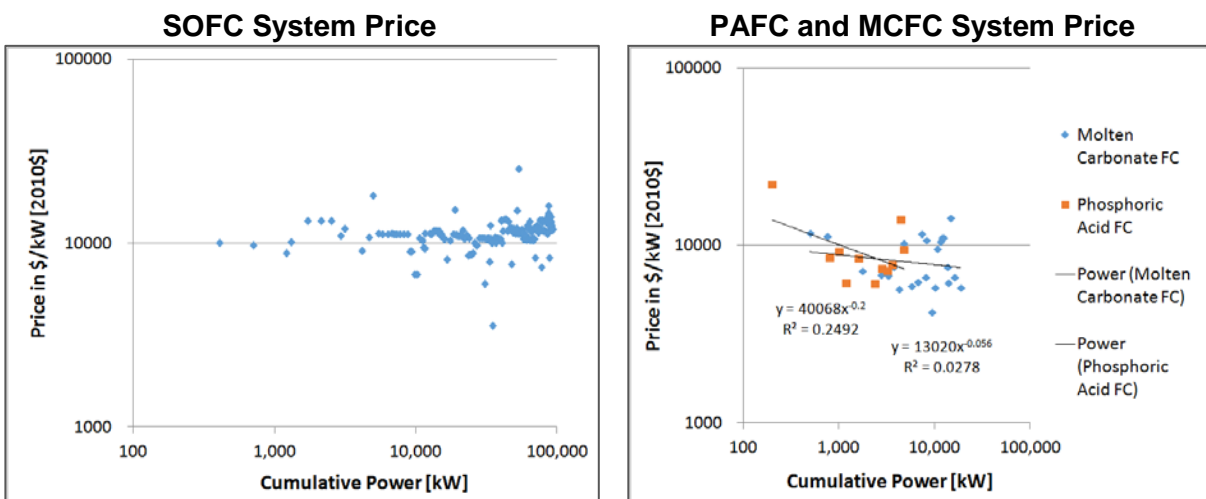 SOFC System Price
100000
10000
1000
Price in $/kW [2010$]
100
1,000
10,000
100,000
Cumulative Power [kW]
PAFC and MCFC System Price
100000
10000
1000
Price in $/kW [2010$]
y = 40068x-0.2
R² = 0.2492
y = 13020x-0.056
R² = 0.0278
100
1,000
10,000
100,000
Cumulative Power [kW]
Molten
Carbonate FC
Phosphoric
Acid FC
Power (Molten
Carbonate FC)
Power
(Phosphoric
Acid FC)